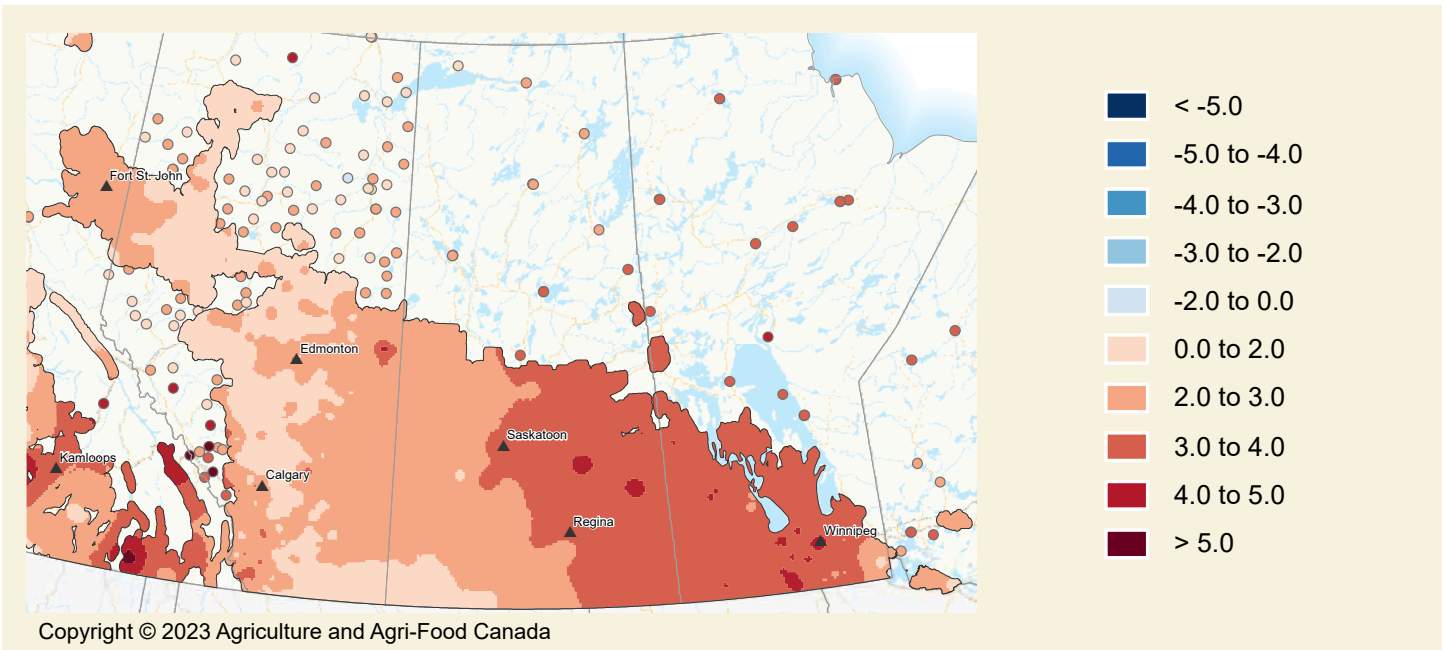 Fort St. John
Edmonton
Saskatoon
Kamloops
Calgary
Regina
Winnipeg
< -5.0
-5.0 to -4.0
-4.0 to -3.0
-3.0 to -2.0
-2.0 to 0.0
0.0 to 2.0
2.0 to 3.0
3.0 to 4.0
4.0 to 5.0
> 5.0
Copyright © 2023 Agriculture and Agri-Food Canada